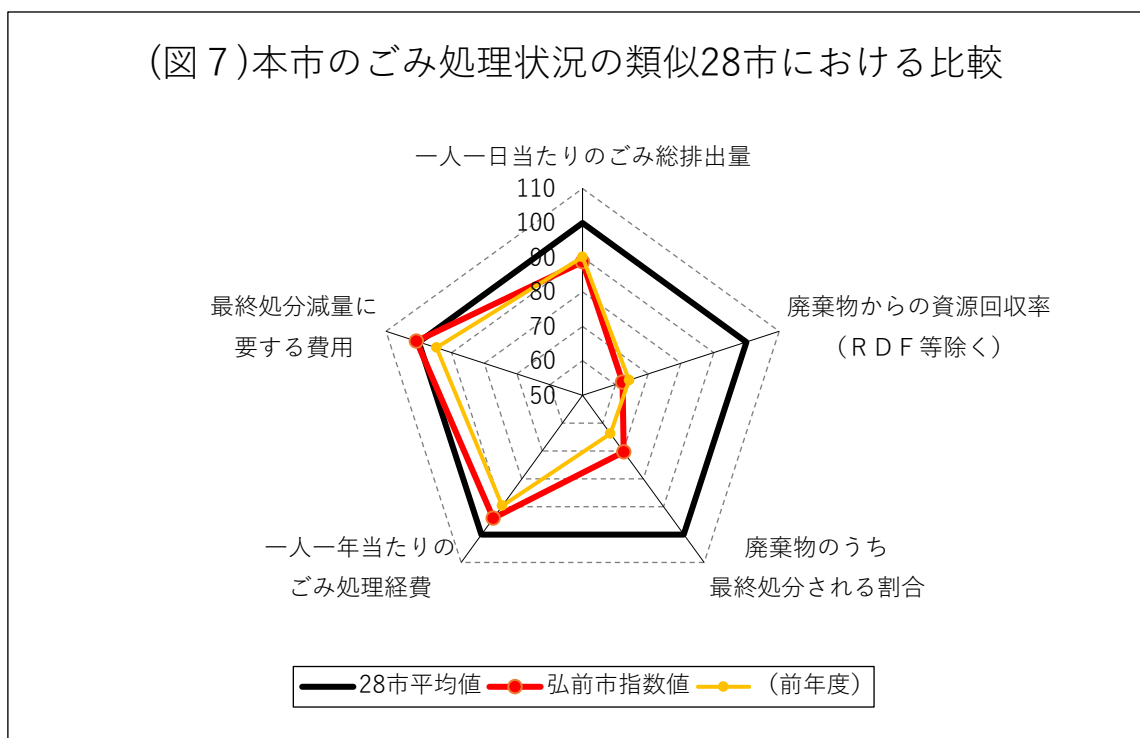 (図７)本市のごみ処理状況の類似28市における比較
一人一日当たりのごみ総排出量
110
100
90
80
70
60
50
廃棄物からの資源回収率
（ＲＤＦ等除く）
廃棄物のうち
最終処分される割合
一人一年当たりの
ごみ処理経費
最終処分減量に
要する費用
28市平均値 弘前市指数値 （前年度）